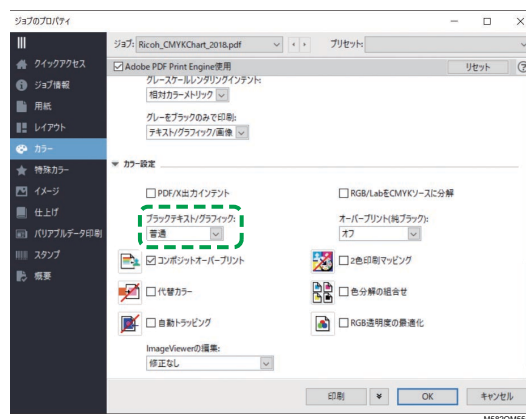 ジョブのプロパティ
ジョブ: Ricoh_CMYKChart_2018.pdf
プリセット:
クイックアクセス
ジョブ情報
用紙
レイアウト
カラー
特殊カラー
イメージ
仕上げ
バリアブルデータ印刷
スタンプ
概要
Adobe PDF Print Engine使用
リセット
グレースケールレンダリングインテント:
相対カラーメトリック
グレーをブラックのみで印刷:
テキスト/グラフィック/画像
カラー設定
PDF/X出力インテント
RGB/LabをCMYKソースに分解
ブラックテキスト/グラフィック:
普通
オーバープリント(純ブラック):
オフ
コンポジットオーバープリント
2色印刷マッピング
代替カラー
色分解の組合せ
自動トラッピング
RGB透明度の最適化
ImageViewerの編集:
修正なし
印刷
OK
キャンセル